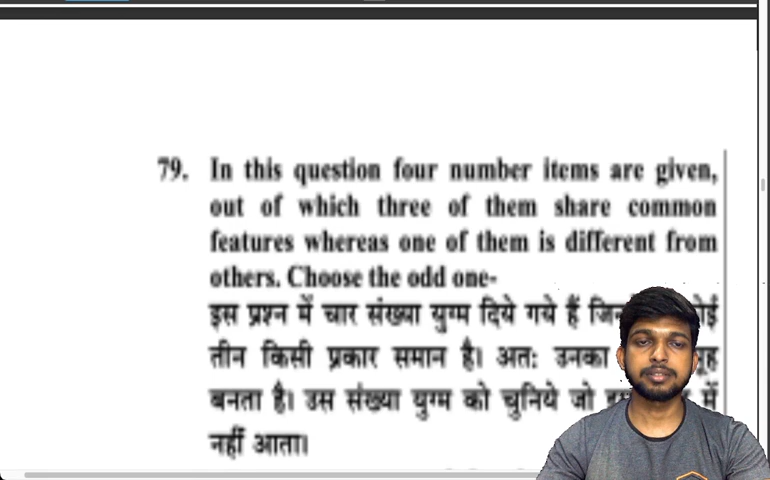 79. In this question four number items are given,
out of which three of them share common
features whereas one of them is different from
others. Choose the odd one-
इस प्रश्न में चार संख्या युग्म दिये गये हैं
तीन किसी प्रकार समान है। अतः उनका
बनता है। उस संख्या युग्म को चुनिये जो में
नहीं आता।